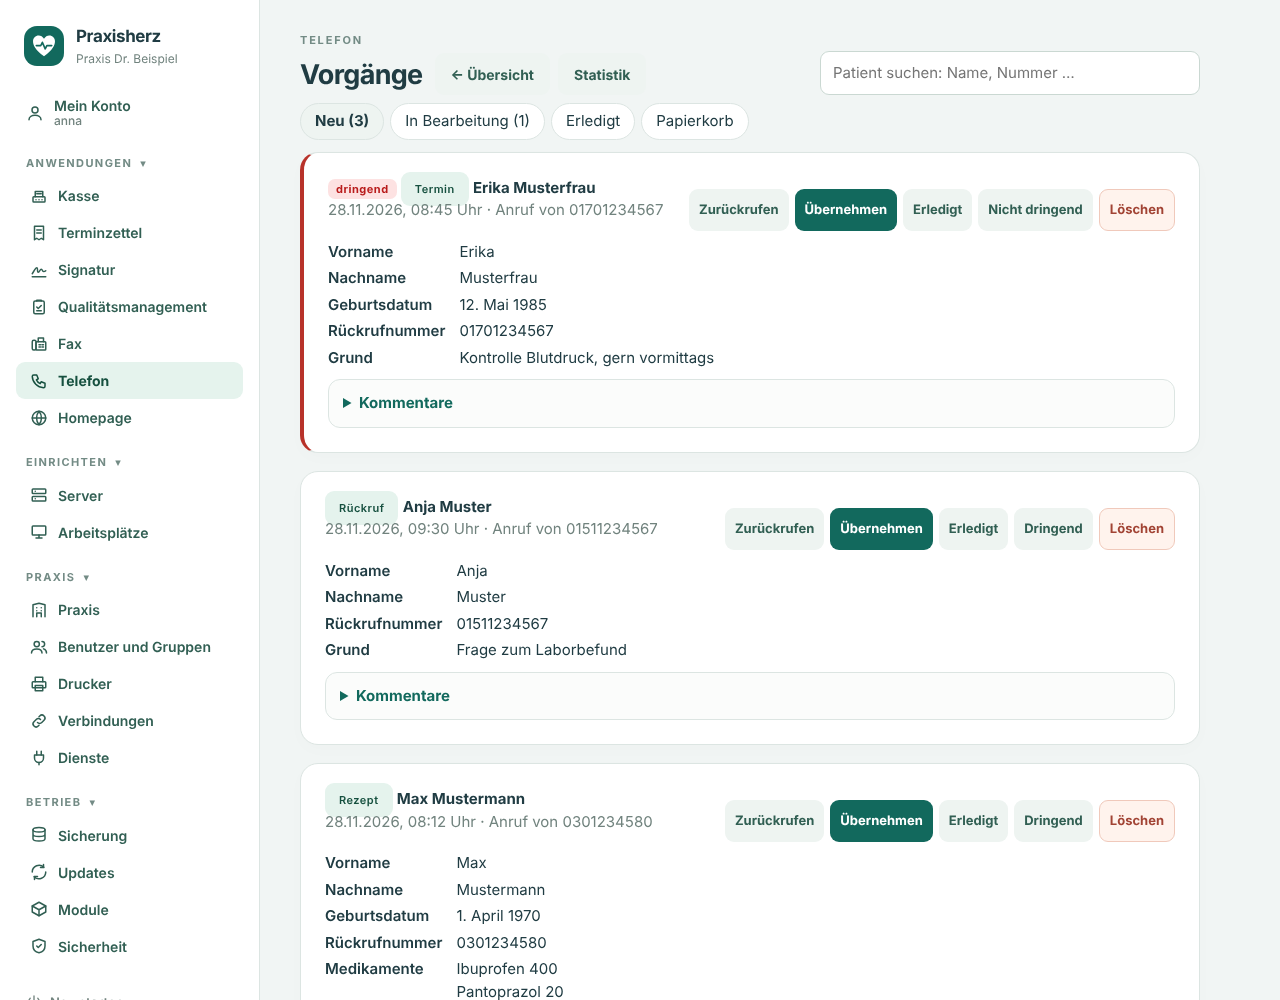 Praxisherz
Praxis Dr. Beispiel
Mein Konto
anna
ANWENDUNGEN ▼
Kasse
Terminzettel
Signatur
Qualitätsmanagement
Fax
Telefon
Homepage
EINRICHTEN ▼
Server
Arbeitsplätze
PRAXIS ▼
Praxis
Benutzer und Gruppen
Drucker
Verbindungen
Dienste
BETRIEB ▼
Sicherung
Updates
Module
Sicherheit
TELEFON
Vorgänge ← Übersicht Statistik
Patient suchen: Name, Nummer ...
Neu (3) In Bearbeitung (1) Erledigt Papierkorb
dringend Termin Erika Musterfrau
28.11.2026, 08:45 Uhr · Anruf von 01701234567
Zurückrufen Übernehmen Erledigt Nicht dringend Löschen
Vorname Erika
Nachname Musterfrau
Geburtsdatum 12. Mai 1985
Rückrufnummer 01701234567
Grund Kontrolle Blutdruck, gern vormittags
▶ Kommentare
Rückruf Anja Muster
28.11.2026, 09:30 Uhr · Anruf von 01511234567
Zurückrufen Übernehmen Erledigt Dringend Löschen
Vorname Anja
Nachname Muster
Rückrufnummer 01511234567
Grund Frage zum Laborbefund
▶ Kommentare
Rezept Max Mustermann
28.11.2026, 08:12 Uhr · Anruf von 0301234580
Zurückrufen Übernehmen Erledigt Dringend Löschen
Vorname Max
Nachname Mustermann
Geburtsdatum 1. April 1970
Rückrufnummer 0301234580
Medikamente Ibuprofen 400
Pantoprazol 20